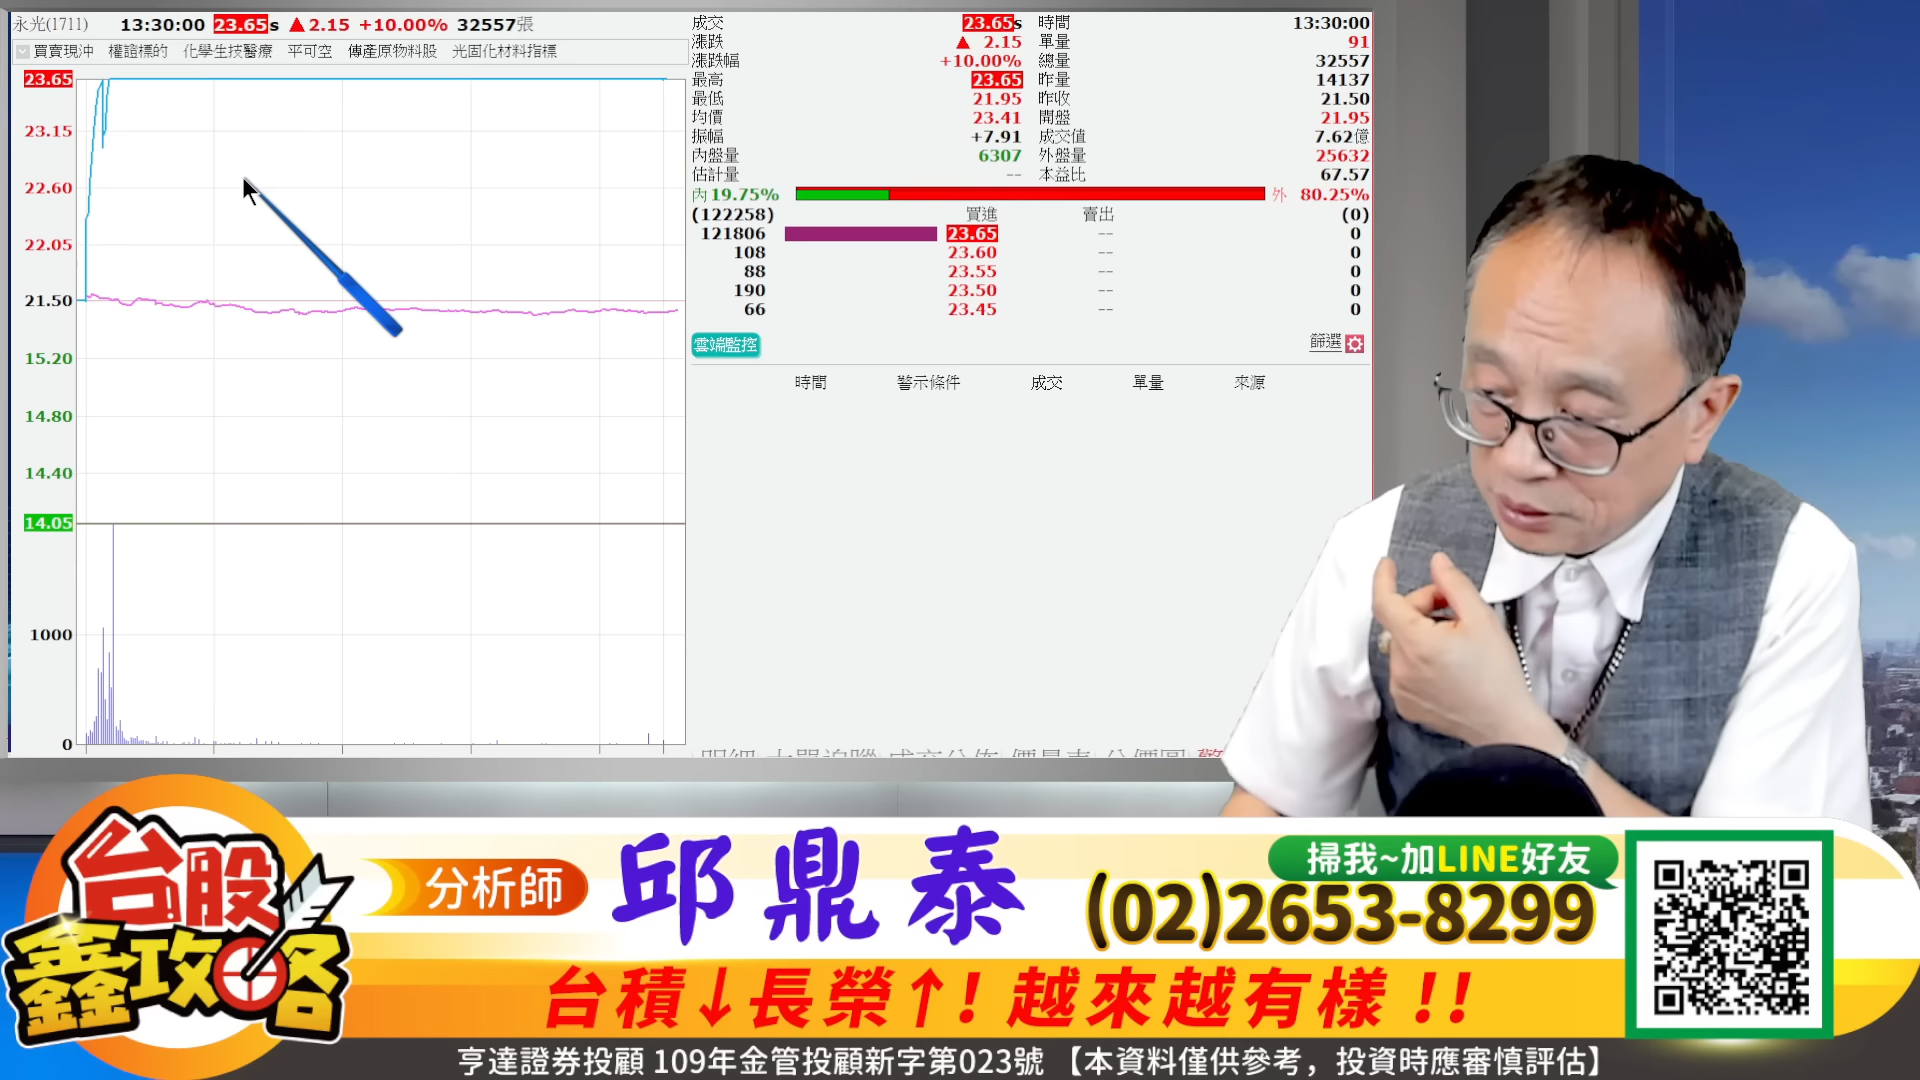 永光(1711) 13:30:00 23.65s ▲2.15 +10.00% 32557張
買賣現沖 權證標的 化學生技醫療 平可空 傳產原物料股 光固化材料指標
23.65
23.15
22.60
22.05
21.50
15.20
14.80
14.40
14.05
1000
0
成交 23.65s 時間 13:30:00
漲跌 ▲ 2.15 單量 91
漲跌幅 +10.00% 總量 32557
最高 23.65 昨量 14137
最低 21.95 昨收 21.50
均價 23.41 開盤 21.95
振幅 +7.91 成交值 7.62億
內盤量 6307 外盤量 25632
估計量 -- 本益比 67.57
內19.75% 外 80.25%
(122258) 買進 賣出 (0)
121806 23.65 -- 0
108 23.60 -- 0
88 23.55 -- 0
190 23.50 -- 0
66 23.45 -- 0
雲端監控 篩選
時間 警示條件 成交 單量 來源
台股
鑫攻略
分析師 邱鼎泰
掃我~加LINE好友
(02)2653-8299
台積↓長榮↑!越來越有樣!!
亨達證券投顧 109年金管投顧新字第023號 【本資料僅供參考，投資時應審慎評估】